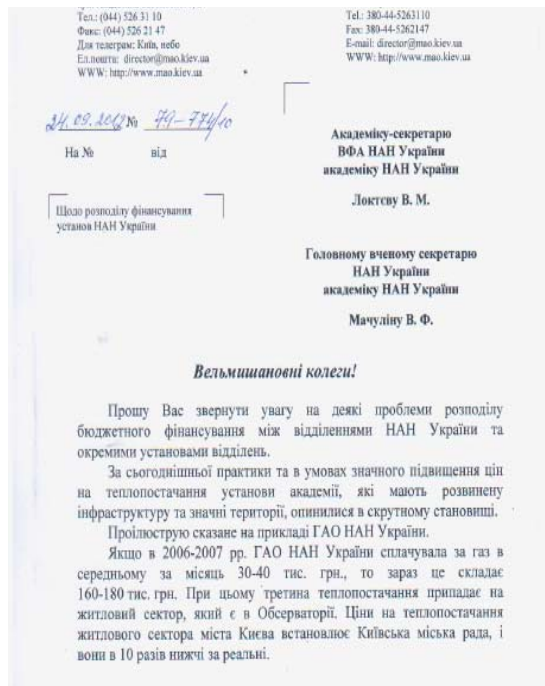 Тел.: (044) 526 31 10
Факс: (044) 526 21 47
Для телеграм: Київ, небо
Ел.пошта: director@mao.kiev.ua
WWW: http://www.mao.kiev.ua
Tel.: 380-44-5263110
Fax: 380-44-5262147
E-mail: director@mao.kiev.ua
WWW: http://www.mao.kiev.ua
24.09.2012 № 79-774/10
На № від
Щодо розподілу фінансування
установ НАН України
Академіку-секретарю
ВФА НАН України
академіку НАН України
Локтєву В. М.
Головному вченому секретарю
НАН України
академіку НАН України
Мачуліну В. Ф.
Вельмишановні колеги!
Прошу Вас звернути увагу на деякі проблеми розподілу
бюджетного фінансування між відділеннями НАН України та
окремими установами відділень.
За сьогоднішньої практики та в умовах значного підвищення цін
на теплопостачання установи академії, які мають розвинену
інфраструктуру та значні території, опинилися в скрутному становищі.
Проілюструю сказане на прикладі ГАО НАН України.
Якщо в 2006-2007 рр. ГАО НАН України сплачувала за газ в
середньому за місяць 30-40 тис. грн., то зараз це складає
160-180 тис. грн. При цьому третина теплопостачання припадає на
житловий сектор, який є в Обсерваторії. Ціни на теплопостачання
житлового сектора міста Києва встановлює Київська міська рада, і
вони в 10 разів нижчі за реальні.